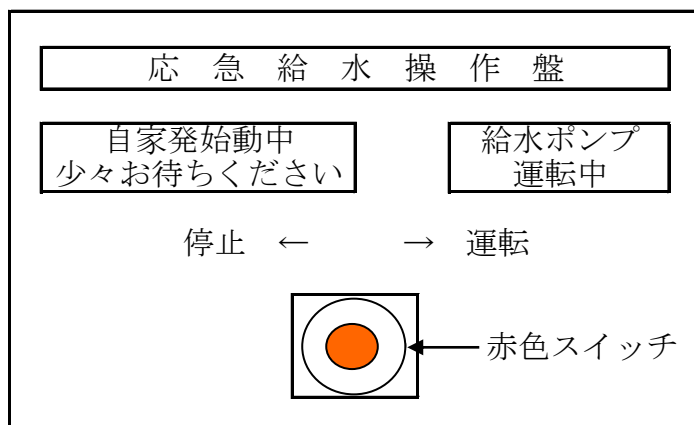 応急給水操作盤
自家発始動中
少々お待ちください
給水ポンプ
運転中
停止 ← → 運転
赤色スイッチ